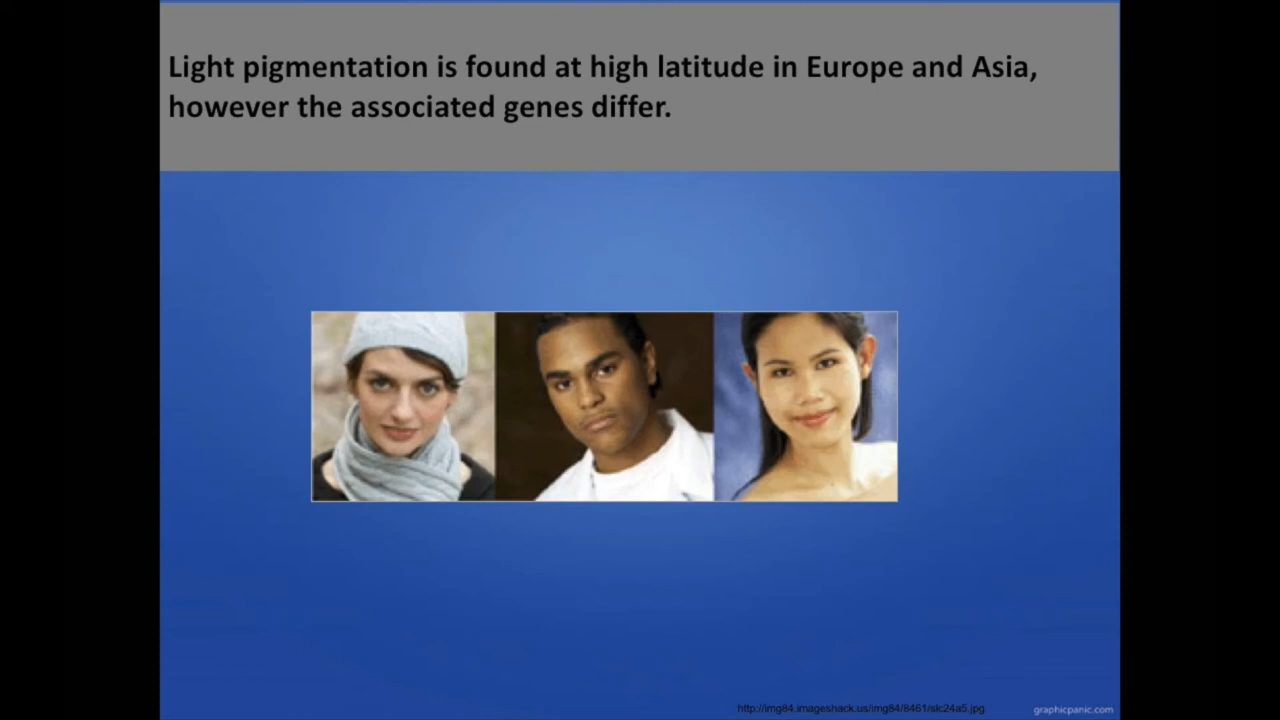 Light pigmentation is found at high latitude in Europe and Asia,
however the associated genes differ.
http://img84.imageshack.us/img84/8461/slc24a5.jpg
graphicpanic.com